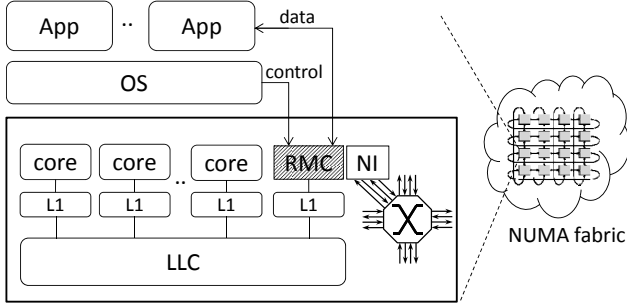 App .. App
data
OS
control
core core .. core RMC NI
L1 L1 L1 L1
LLC
NUMA fabric